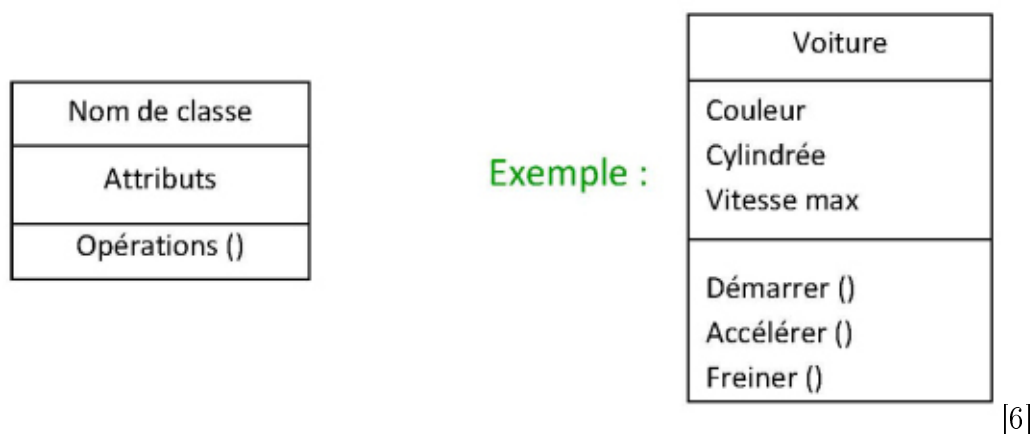 Nom de classe
Attributs
Opérations ()
Exemple :
Voiture
Couleur
Cylindrée
Vitesse max
Démarrer ()
Accélérer ()
Freiner ()
[6]